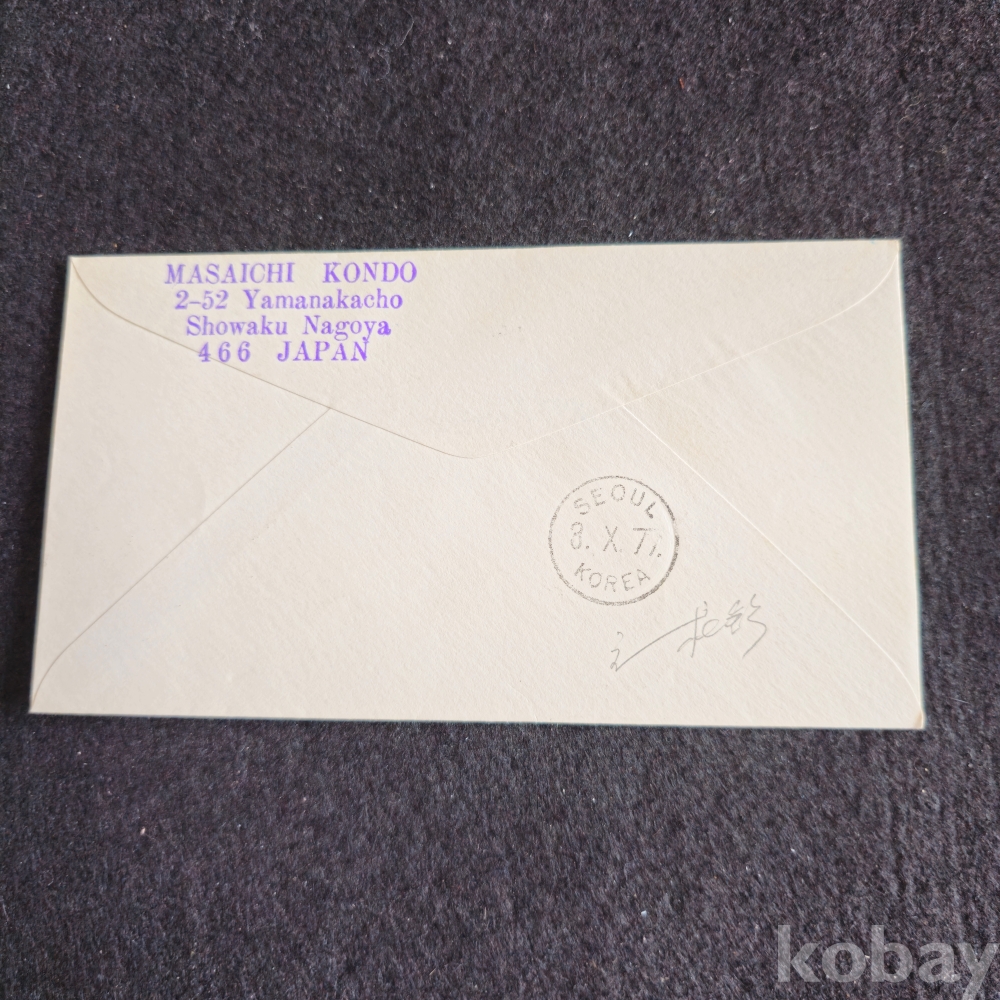 MASAICHI KONDO
2-52 Yamanakacho
Showaku Nagoya
466 JAPAN
SEOUL
3. X. 77.
KOREA
kobay